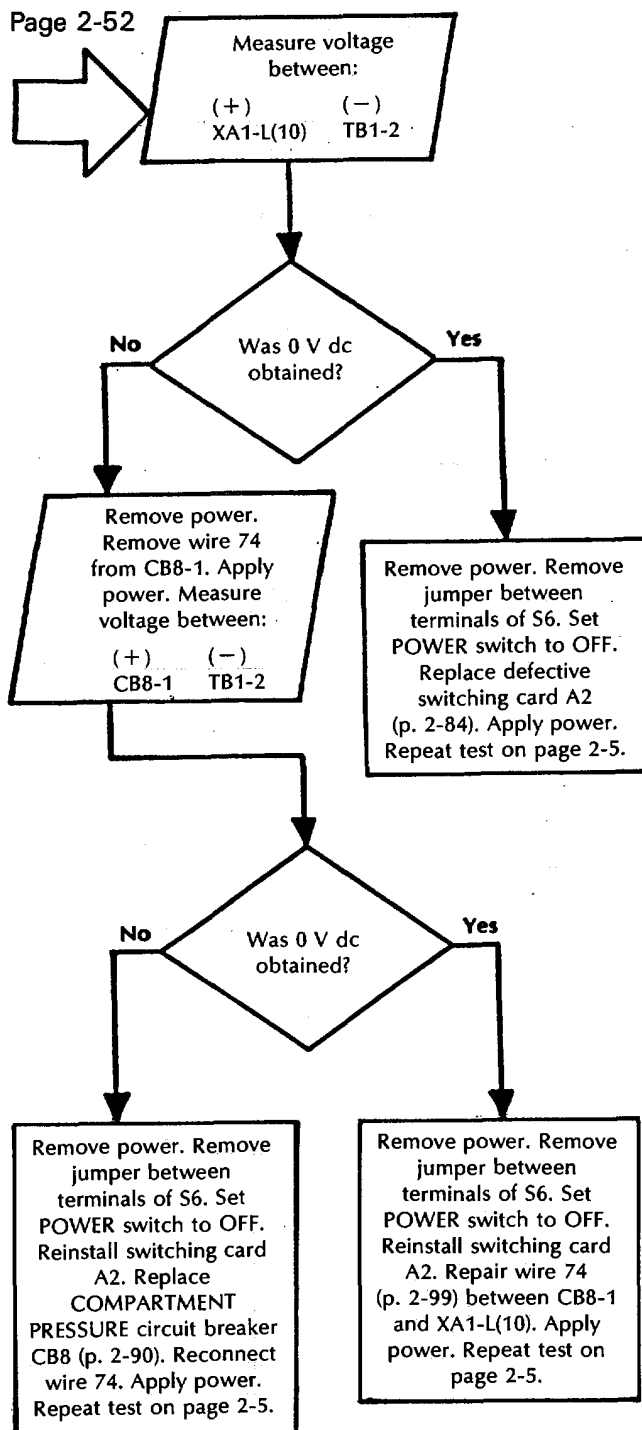 Page 2-52
Measure voltage
between:
(+) (−)
XA1-L(10) TB1-2
Was 0 V dc
obtained?
No
Yes
Remove power.
Remove wire 74
from CB8-1. Apply
power. Measure
voltage between:
(+) (−)
CB8-1 TB1-2
Remove power. Remove
jumper between
terminals of S6. Set
POWER switch to OFF.
Replace defective
switching card A2
(p. 2-84). Apply power.
Repeat test on page 2-5.
Was 0 V dc
obtained?
No
Yes
Remove power. Remove
jumper between
terminals of S6. Set
POWER switch to OFF.
Reinstall switching card
A2. Replace
COMPARTMENT
PRESSURE circuit breaker
CB8 (p. 2-90). Reconnect
wire 74. Apply power.
Repeat test on page 2-5.
Remove power. Remove
jumper between
terminals of S6. Set
POWER switch to OFF.
Reinstall switching card
A2. Repair wire 74
(p. 2-99) between CB8-1
and XA1-L(10). Apply
power. Repeat test on
page 2-5.